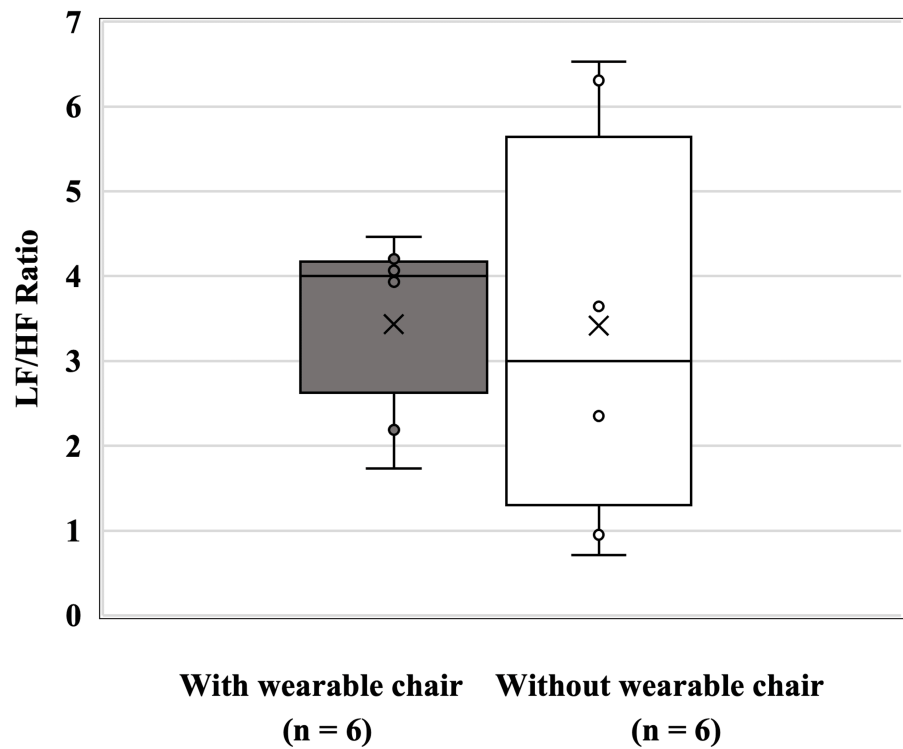 LF/HF Ratio
7
6
5
4
3
2
1
0
With wearable chair
(n = 6)
Without wearable chair
(n = 6)